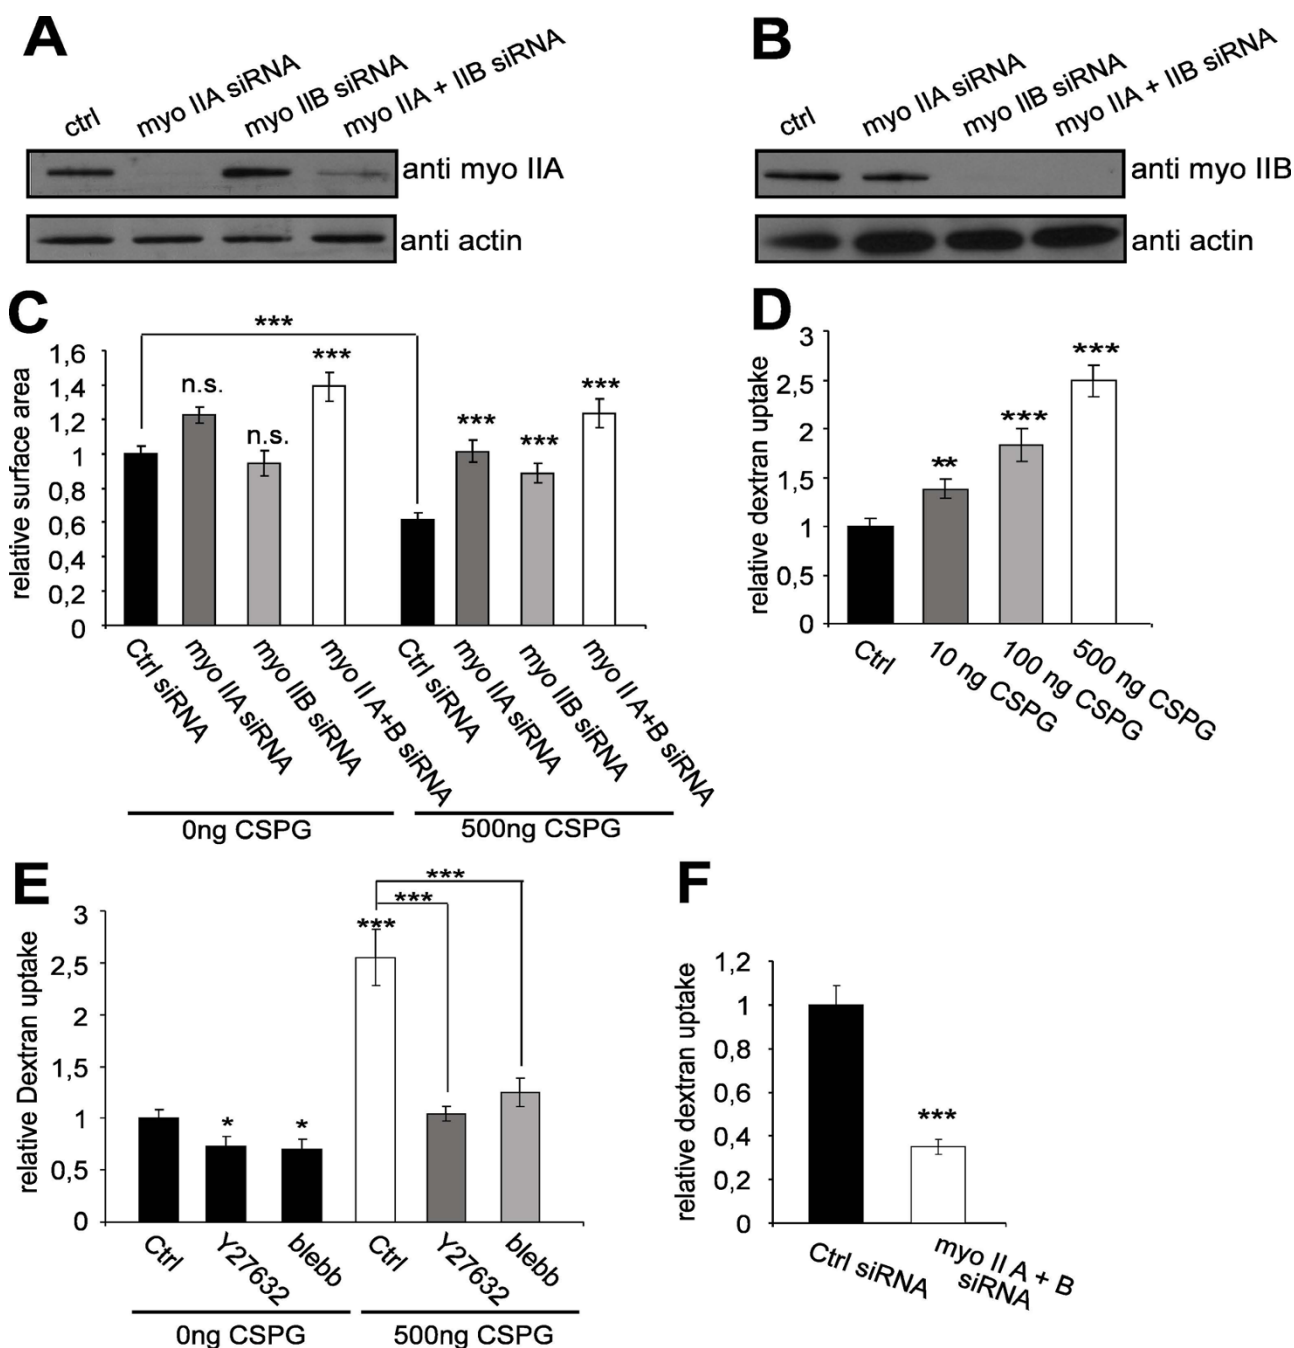 A
ctrl
myo IIA siRNA
myo IIB siRNA
myo IIA + IIB siRNA
anti myo IIA
anti actin
B
ctrl
myo IIA siRNA
myo IIB siRNA
myo IIA + IIB siRNA
anti myo IIB
anti actin
C
relative surface area
1,6
1,4
1,2
1
0,8
0,6
0,4
0,2
0
***
n.s.
n.s.
***
***
***
***
Ctrl siRNA
myo IIA siRNA
myo IIB siRNA
myo II A+B siRNA
Ctrl siRNA
myo IIA siRNA
myo IIB siRNA
myo II A+B siRNA
0ng CSPG
500ng CSPG
D
relative dextran uptake
3
2,5
2
1,5
1
0,5
0
**
***
***
Ctrl
10 ng CSPG
100 ng CSPG
500 ng CSPG
E
relative Dextran uptake
3
2,5
2
1,5
1
0,5
0
*
*
***
***
***
Ctrl
Y27632
blebb
Ctrl
Y27632
blebb
0ng CSPG
500ng CSPG
F
relative dextran uptake
1,2
1
0,8
0,6
0,4
0,2
0
***
Ctrl siRNA
myo II A + B
siRNA